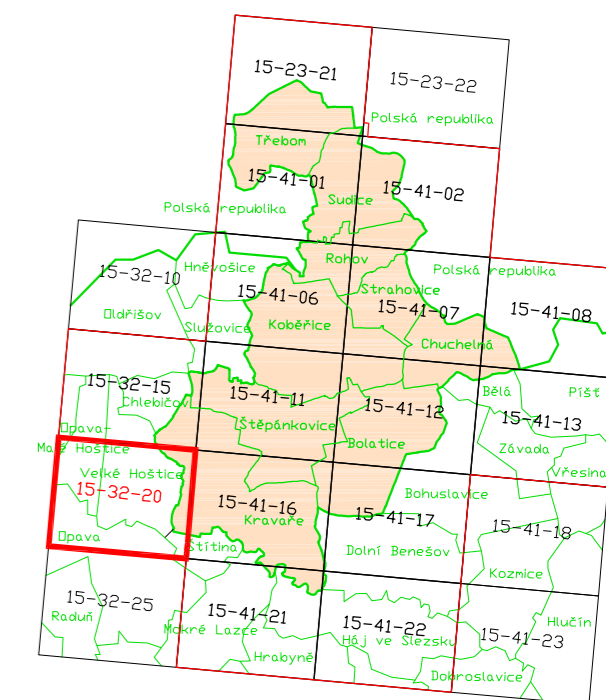 15-23-21
15-23-22
Polská republika
Třebom
15-41-01
15-41-02
Sudice
Polská republika
Rohov
Hněvošice
Polská republika
15-32-10
Strahovice
15-41-06
15-41-07
15-41-08
Oldřišov
Služovice
Kobeřice
Chuchelná
15-32-15
Bělá
Píšť
15-41-11
Chlebičov
15-41-12
15-41-13
Štěpánkovice
Opava-
Malé Hoštice
Bolatice
Závada
Velké Hoštice
Vřesina
15-32-20
Bohuslavice
15-41-16
Kravaře
15-41-17
15-41-18
Opava
Štítina
Dolní Benešov
Kozmice
15-32-25
Raduň
15-41-21
Hlučín
Mokré Lazce
15-41-22
15-41-23
Háj ve Slezsku
Hrabyně
Dobroslavice